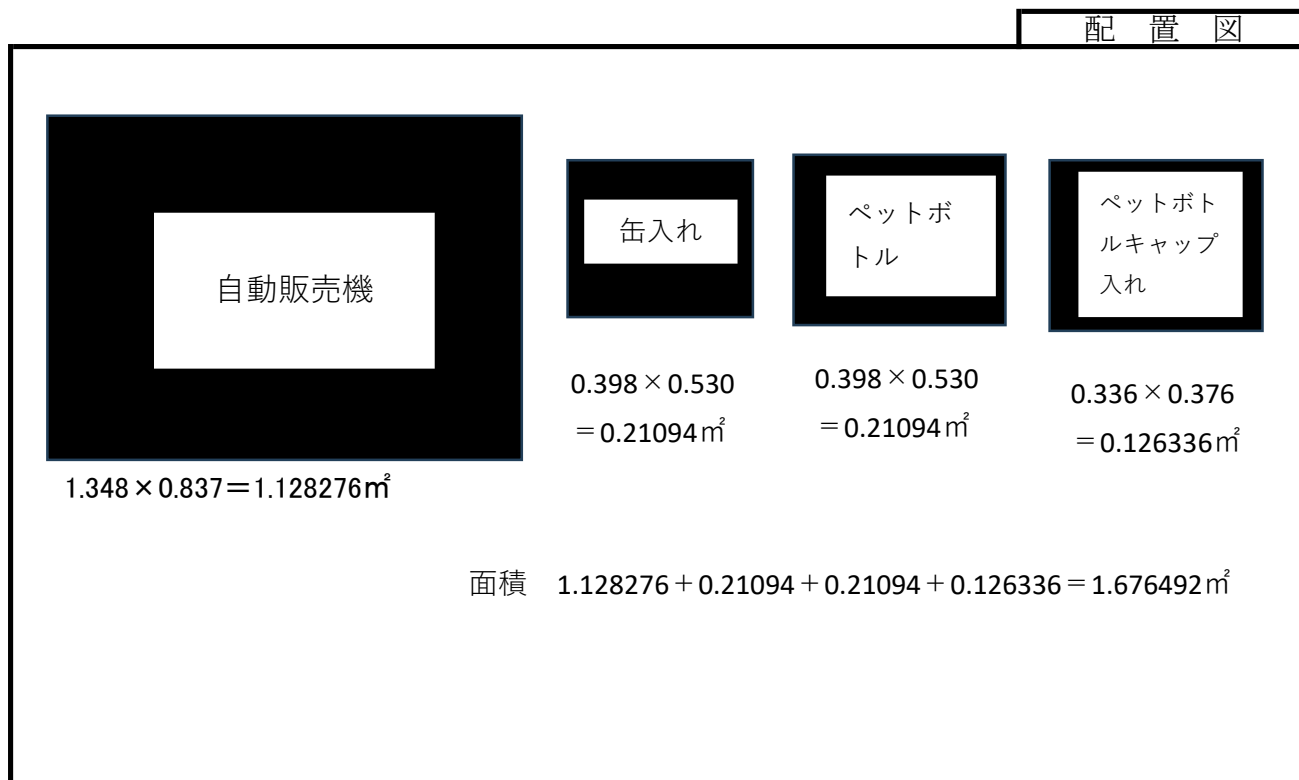 配 置 図
自動販売機
缶入れ
ペットボ
トル
ペットボト
ルキャップ
入れ
0.398×0.530
=0.21094㎡
0.398×0.530
=0.21094㎡
0.336×0.376
=0.126336㎡
1.348×0.837=1.128276㎡
面積 1.128276+0.21094+0.21094+0.126336=1.676492㎡